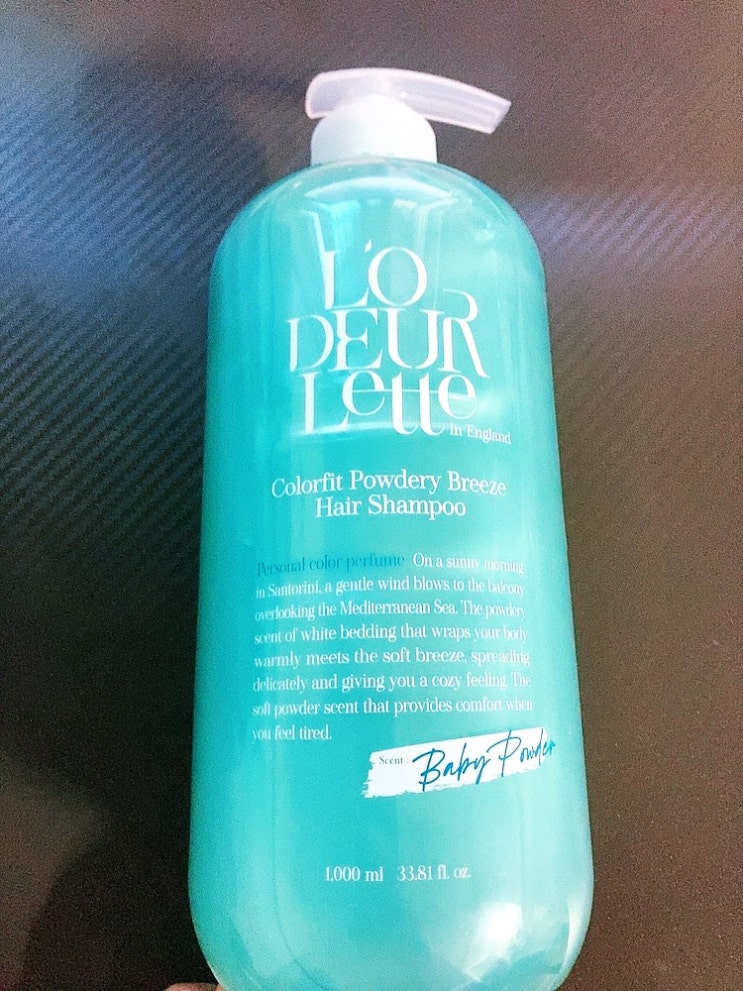 L'O
DEUR
Lette
in England
Colorfit Powdery Breeze
Hair Shampoo
Personal color perfume On a sunny morning
in Santorini, a gentle wind blows to the balcony
overlooking the Mediterranean Sea. The powdery
scent of white bedding that wraps your body
warmly meets the soft breeze, spreading
delicately and giving you a cozy feeling. The
soft powder scent that provides comfort when
you feel tired.
Scent : Baby Powder
1,000 ml 33.81 fl. oz.